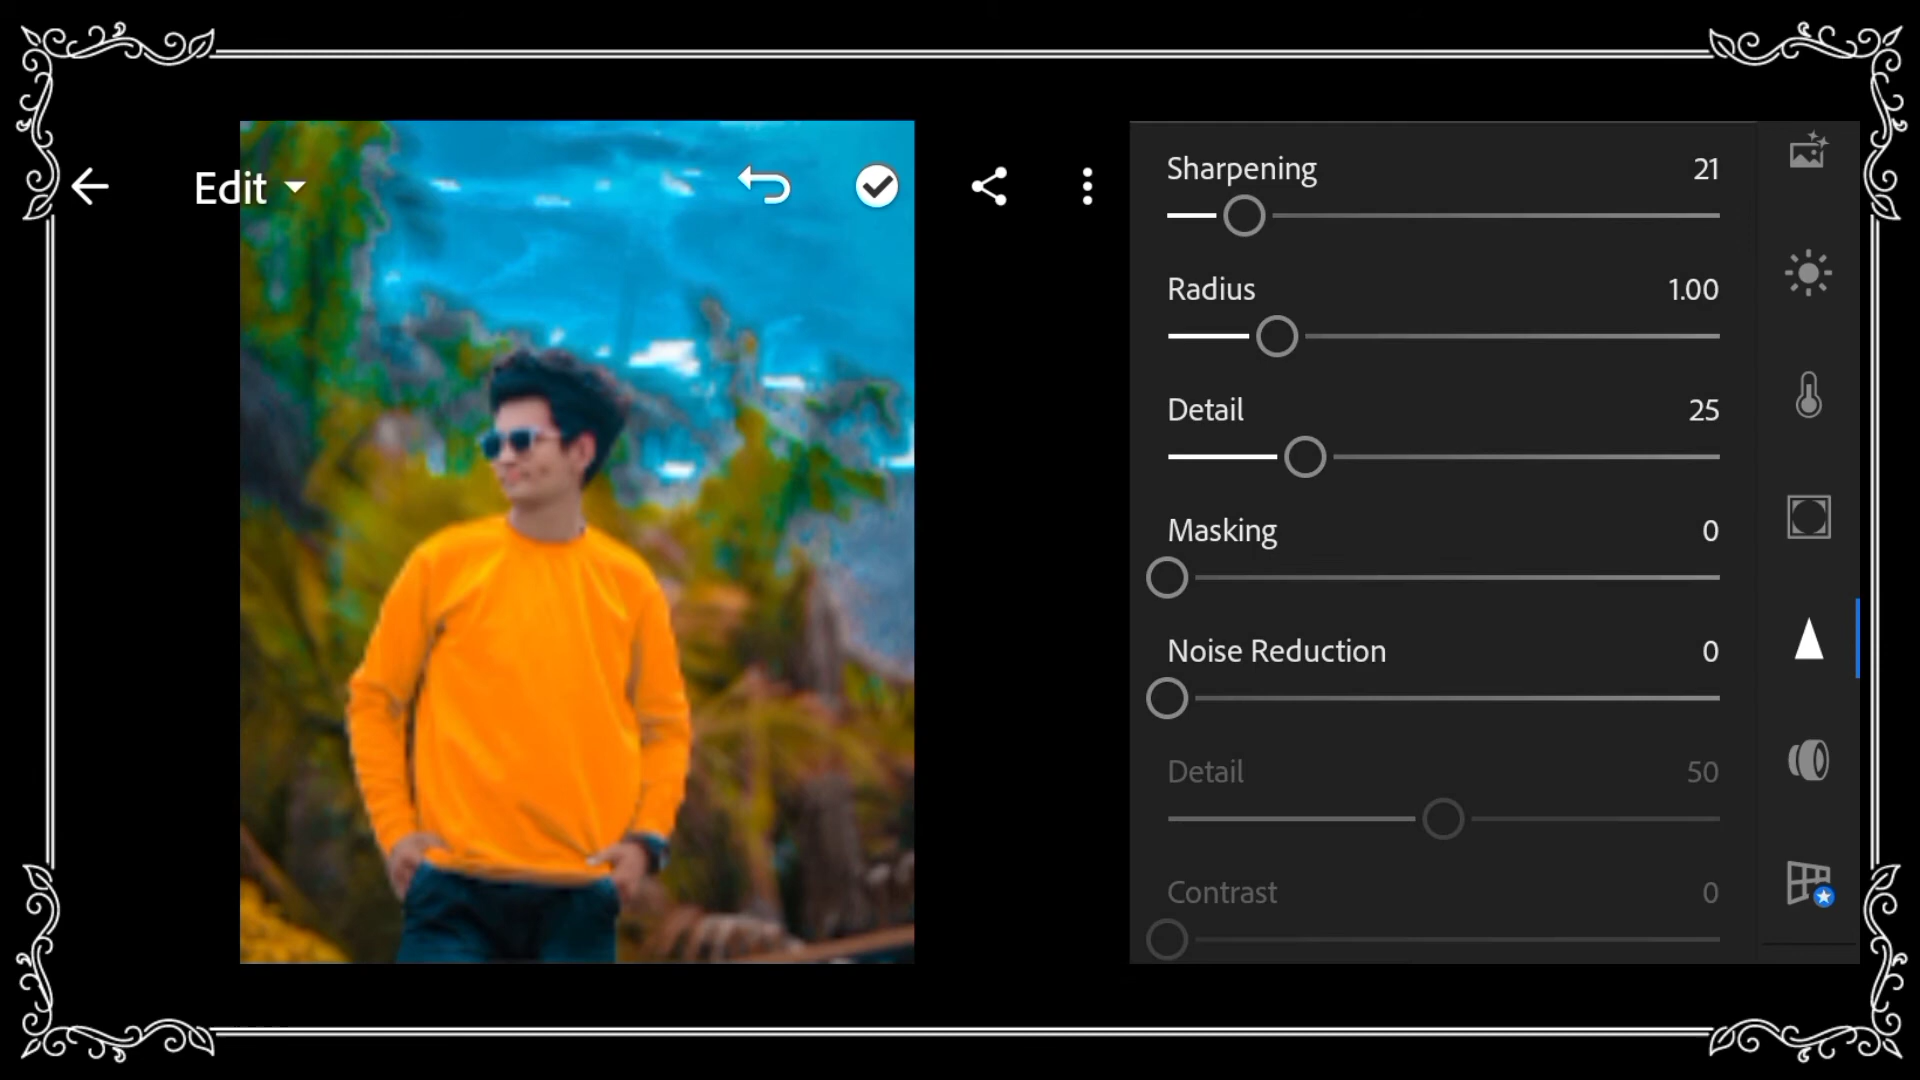 Edit
Sharpening 21
Radius 1.00
Detail 25
Masking 0
Noise Reduction 0
Detail 50
Contrast 0